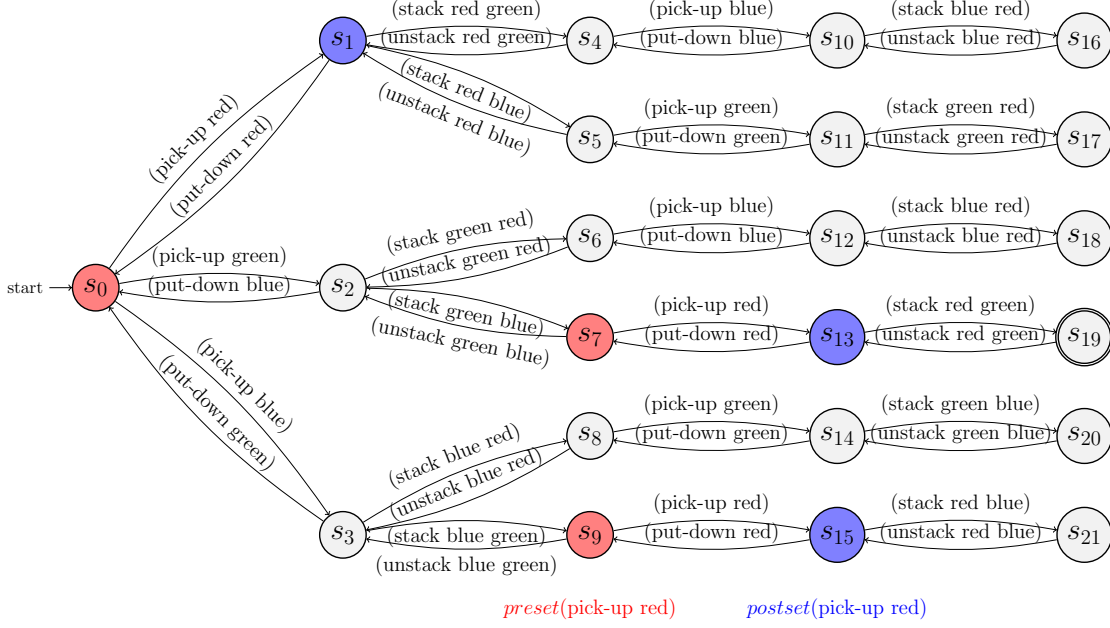 (stack red green)
(pick-up blue)
(stack blue red)
s1
(unstack red green)
s4
(put-down blue)
s10
(unstack blue red)
s16
(stack red blue)
(unstack red blue)
(pick-up green)
(stack green red)
s5
(put-down green)
s11
(unstack green red)
s17
(pick-up red)
(put-down red)
(stack green red)
(unstack green red)
(pick-up blue)
(stack blue red)
s6
(put-down blue)
s12
(unstack blue red)
s18
(pick-up green)
start
s0
(put-down blue)
s2
(stack green blue)
(unstack green blue)
(pick-up red)
(stack red green)
s7
(put-down red)
s13
(unstack red green)
s19
(pick-up blue)
(put-down green)
(stack blue red)
(unstack blue red)
(pick-up green)
(stack green blue)
s8
(put-down green)
s14
(unstack green blue)
s20
s3
(stack blue green)
(unstack blue green)
(pick-up red)
(stack red blue)
s9
(put-down red)
s15
(unstack red blue)
s21
preset(pick-up red)
postset(pick-up red)